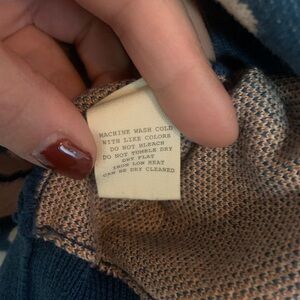 MACHINE WASH COLD
WITH LIKE COLORS
DO NOT BLEACH
DO NOT TUMBLE DRY
DRY FLAT
IRON LOW HEAT
CAN BE DRY CLEANED